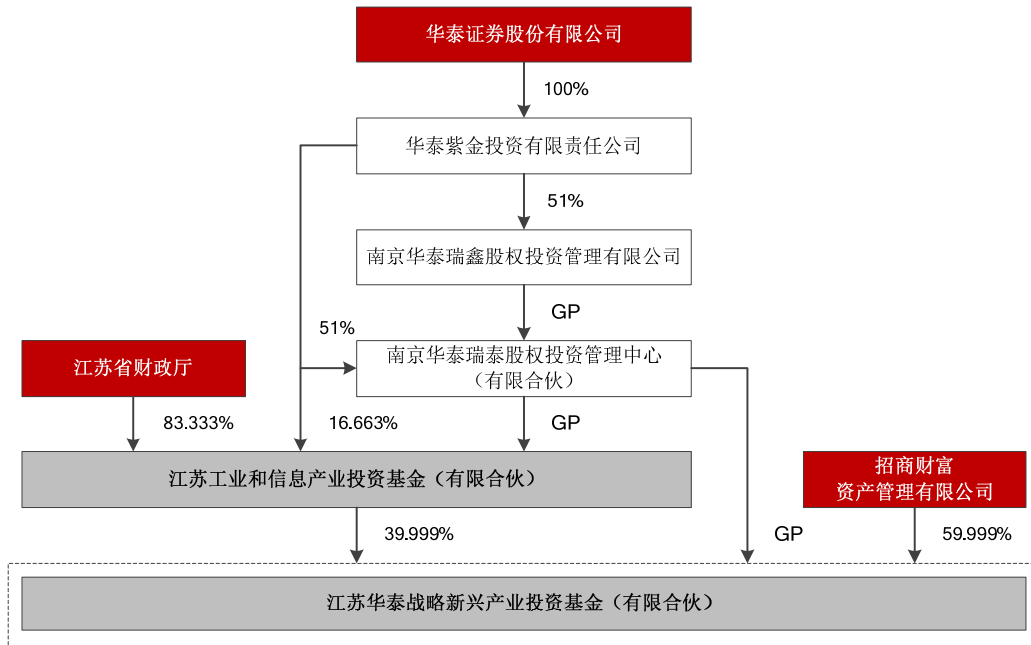 华泰证券股份有限公司
100%
华泰紫金投资有限责任公司
51%
南京华泰瑞鑫股权投资管理有限公司
GP
51%
江苏省财政厅
南京华泰瑞泰股权投资管理中心
（有限合伙）
83.333%
16.663%
GP
江苏工业和信息产业投资基金（有限合伙）
招商财富
资产管理有限公司
39.999%
GP
59.999%
江苏华泰战略新兴产业投资基金（有限合伙）